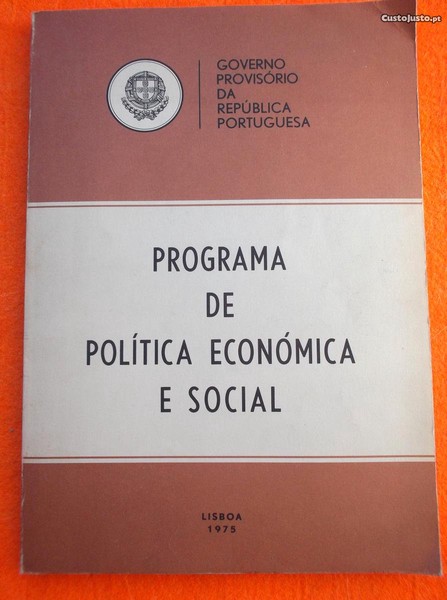 CustoJusto.pt
GOVERNO
PROVISÓRIO
DA
REPÚBLICA
PORTUGUESA
PROGRAMA
DE
POLÍTICA ECONÓMICA
E SOCIAL
LISBOA
1975